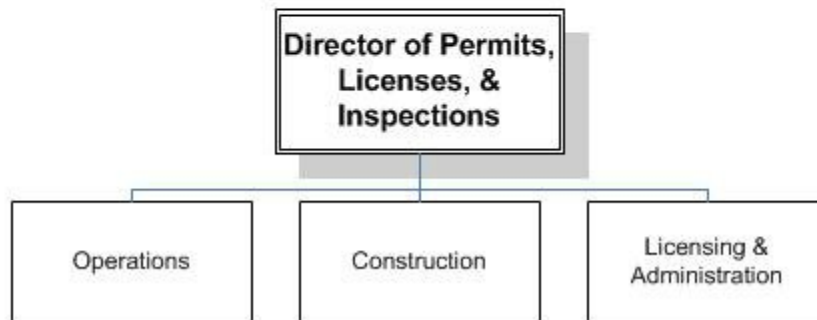 Director of Permits,
Licenses, &
Inspections
Operations
Construction
Licensing &
Administration